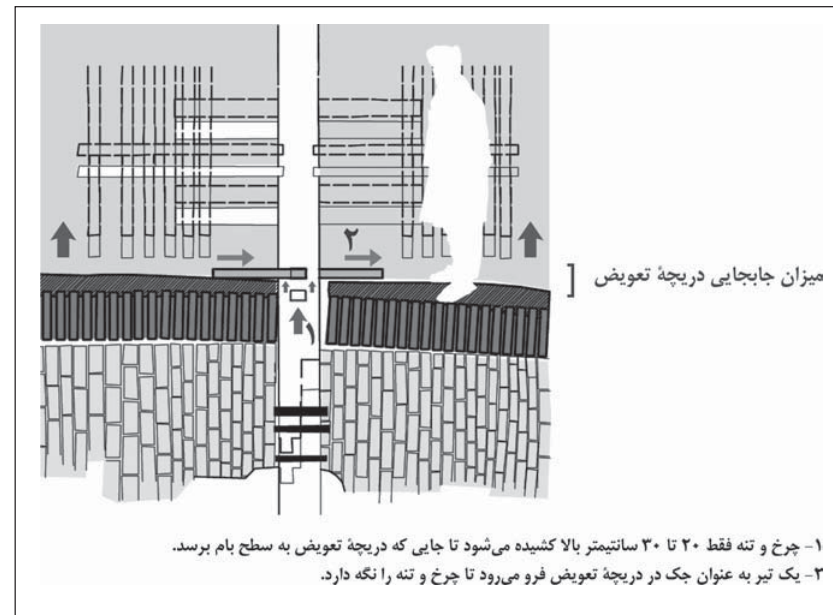 ۲
میزان جابجایی دریچهٔ تعویض
۱
۱- چرخ و تنه فقط ۲۰ تا ۳۰ سانتیمتر بالا کشیده می‌شود تا جایی که دریچهٔ تعویض به سطح بام برسد.
۲- یک تیر به عنوان جک در دریچهٔ تعویض فرو می‌رود تا چرخ و تنه را نگه دارد.